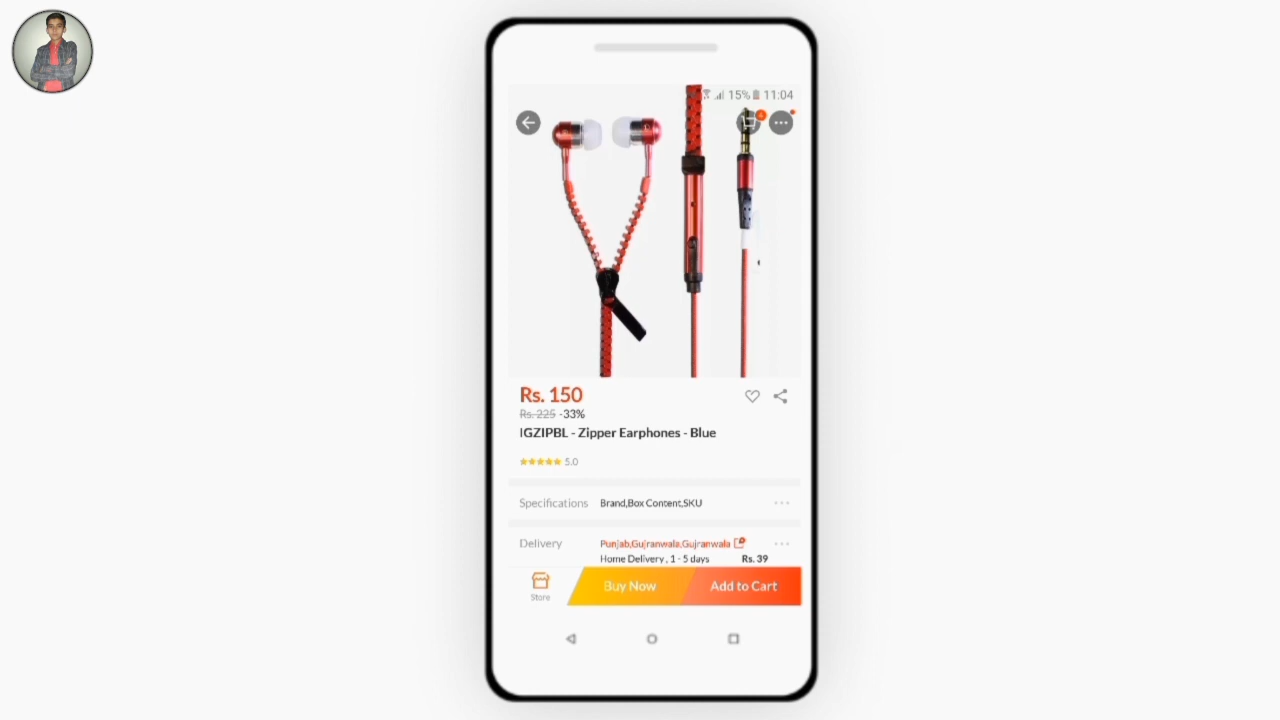 15% 11:04
Rs. 150
Rs. 225 -33%
IGZIPBL - Zipper Earphones - Blue
5.0
Specifications Brand,Box Content,SKU
Delivery Punjab,Gujranwala,Gujranwala
Home Delivery , 1 - 5 days Rs. 39
Store Buy Now Add to Cart